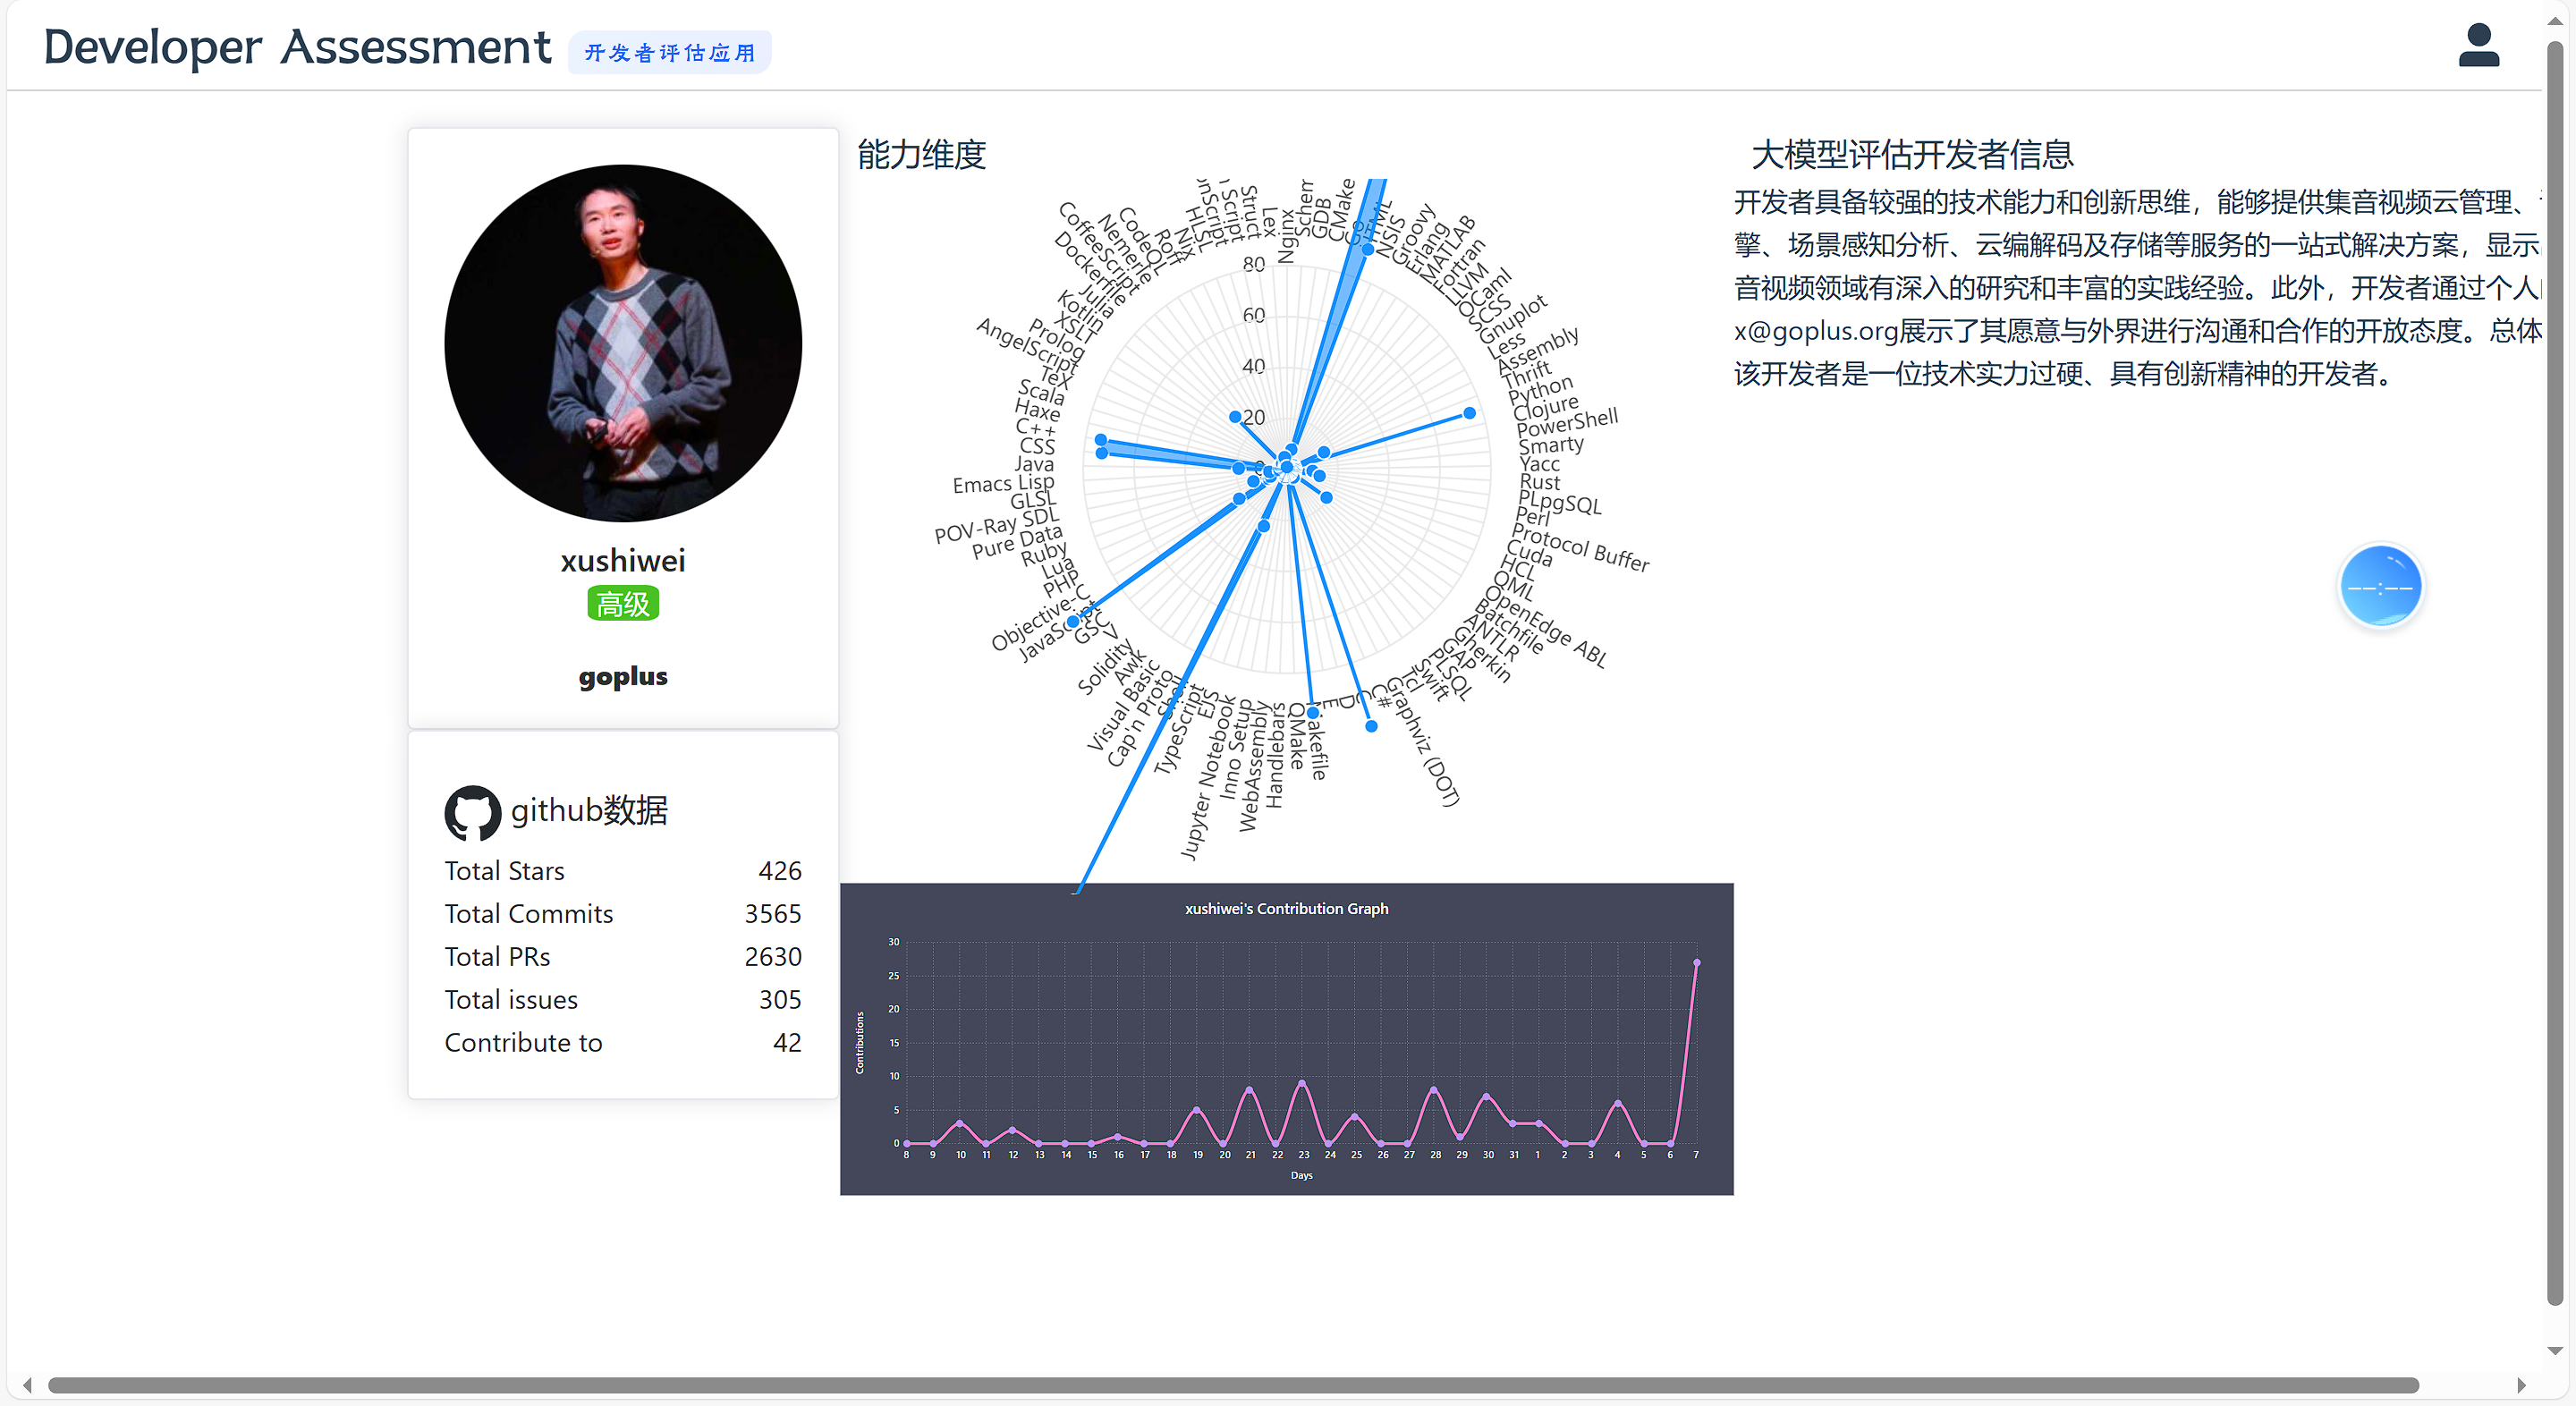 Developer Assessment
开发者评估应用
xushiwei
高级
goplus
github数据
Total Stars 426
Total Commits 3565
Total PRs 2630
Total issues 305
Contribute to 42
能力维度
80
60
40
20
0
Nginx
Lex
Struct
Script
HLSL
Nix
Roff
CodeQL
Nemerle
CoffeeScript
Dockerfile
Julia
Kotlin
XSLT
Prolog
AngelScript
TeX
Scala
Haxe
C++
CSS
Java
Emacs Lisp
GLSL
POV-Ray SDL
Pure Data
Ruby
Lua
PHP
Objective-C
JavaScript
GSC
V
Solidity
Awk
Visual Basic
Cap'n Proto
Shell
TypeScript
EJS
Jupyter Notebook
Inno Setup
WebAssembly
Handlebars
QMake
Makefile
E
D
C
C#
Graphviz (DOT)
Tcl
Swift
PLSQL
GAP
Gherkin
ANTLR
Batchfile
OpenEdge ABL
QML
HCL
Cuda
Protocol Buffer
Perl
PLpgSQL
Rust
Yacc
Smarty
PowerShell
Clojure
Python
Thrift
Assembly
Less
Gnuplot
SCSS
OCaml
LLVM
Fortran
MATLAB
Erlang
Groovy
NSIS
HTML
Go
CMake
GDB
xushiwei's Contribution Graph
Contributions
30
25
20
15
10
5
0
8 9 10 11 12 13 14 15 16 17 18 19 20 21 22 23 24 25 26 27 28 29 30 31 1 2 3 4 5 6 7
Days
大模型评估开发者信息
开发者具备较强的技术能力和创新思维，能够提供集音视频云管理、
擎、场景感知分析、云编解码及存储等服务的一站式解决方案，显示
音视频领域有深入的研究和丰富的实践经验。此外，开发者通过个人
x@goplus.org展示了其愿意与外界进行沟通和合作的开放态度。总体
该开发者是一位技术实力过硬、具有创新精神的开发者。
--:--